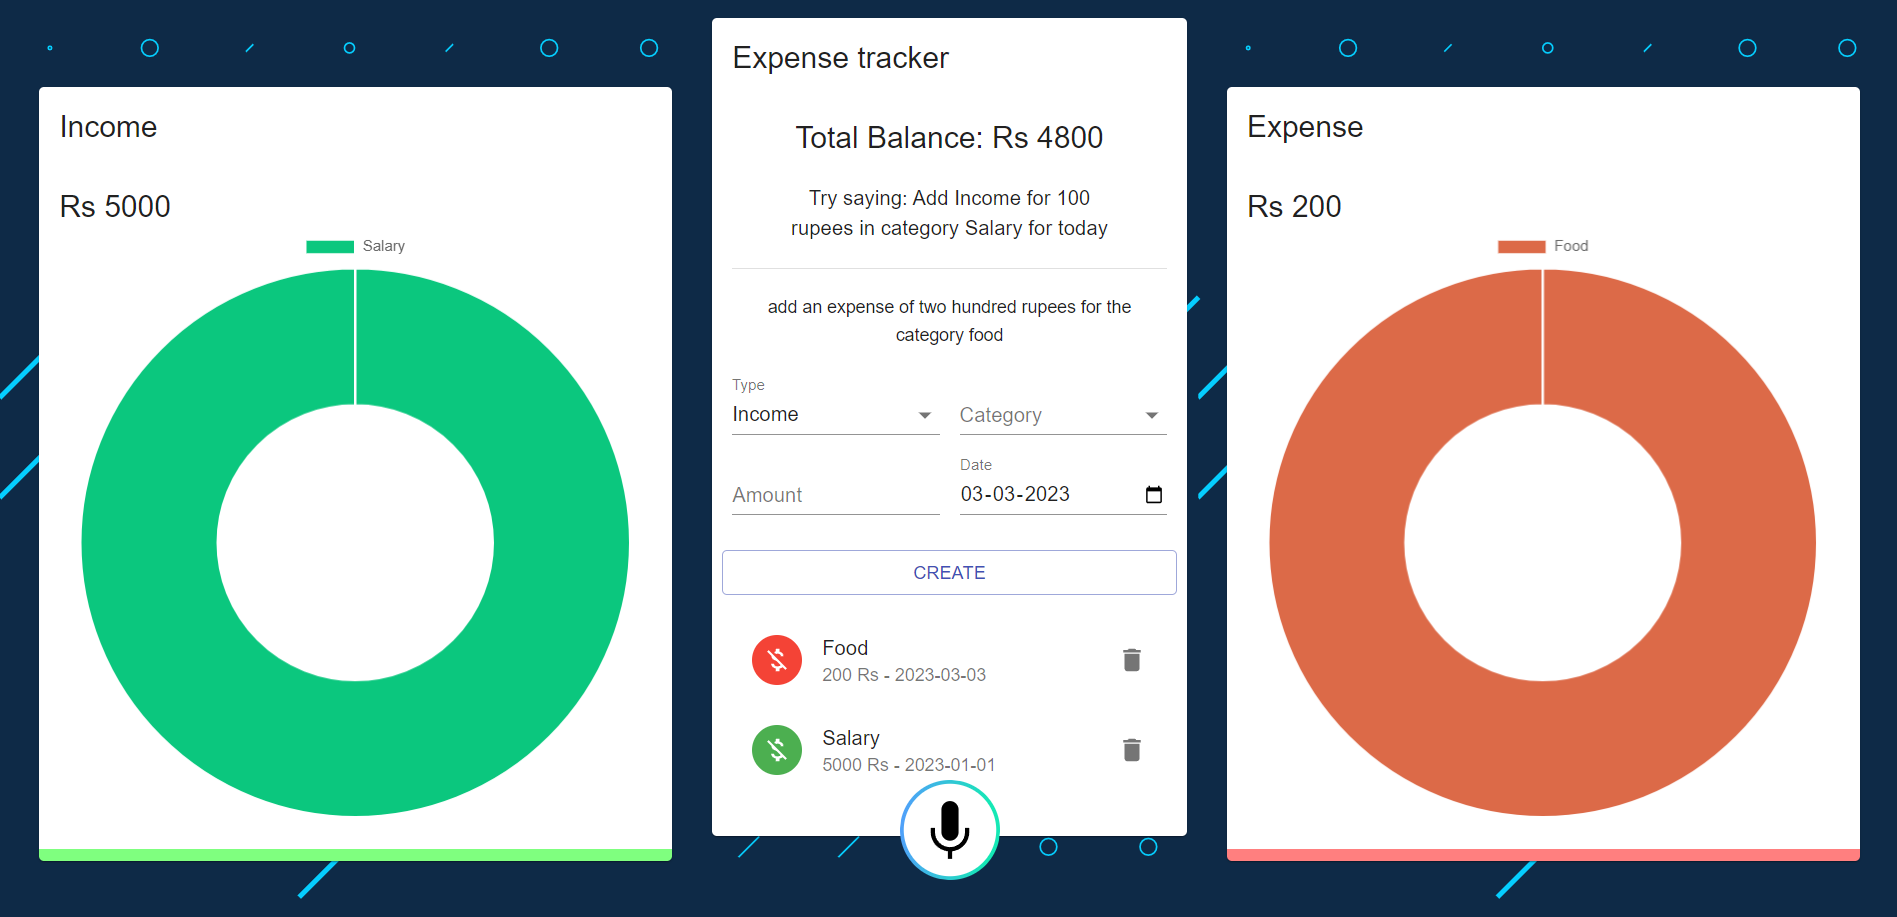 Income
Rs 5000
Salary
Expense tracker
Total Balance: Rs 4800
Try saying: Add Income for 100
rupees in category Salary for today
add an expense of two hundred rupees for the
category food
Type
Income
Category
Amount
Date
03-03-2023
CREATE
Food
200 Rs - 2023-03-03
Salary
5000 Rs - 2023-01-01
Expense
Rs 200
Food